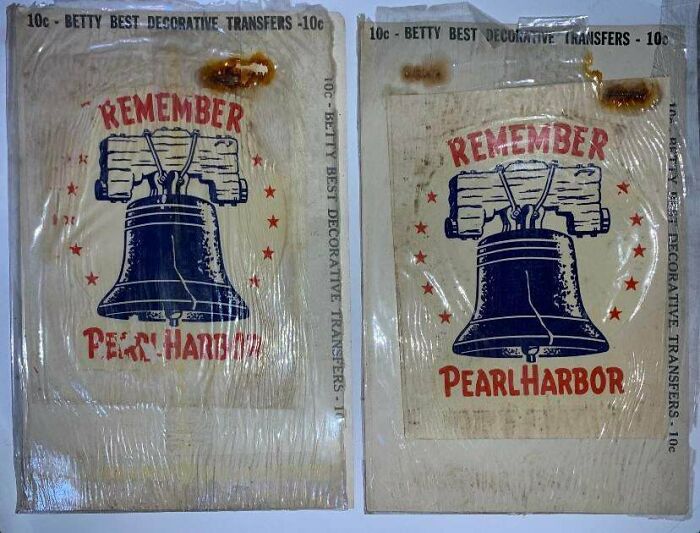 10c - BETTY BEST DECORATIVE TRANSFERS -10c
10c - BETTY BEST DECORATIVE TRANSFERS - 10
REMEMBER
PEARL HARBOR
10c - BETTY BEST DECORATIVE TRANSFERS - 10c
10c - BETTY BEST DECORATIVE TRANSFERS - 10c
REMEMBER
PEARL HARBOR